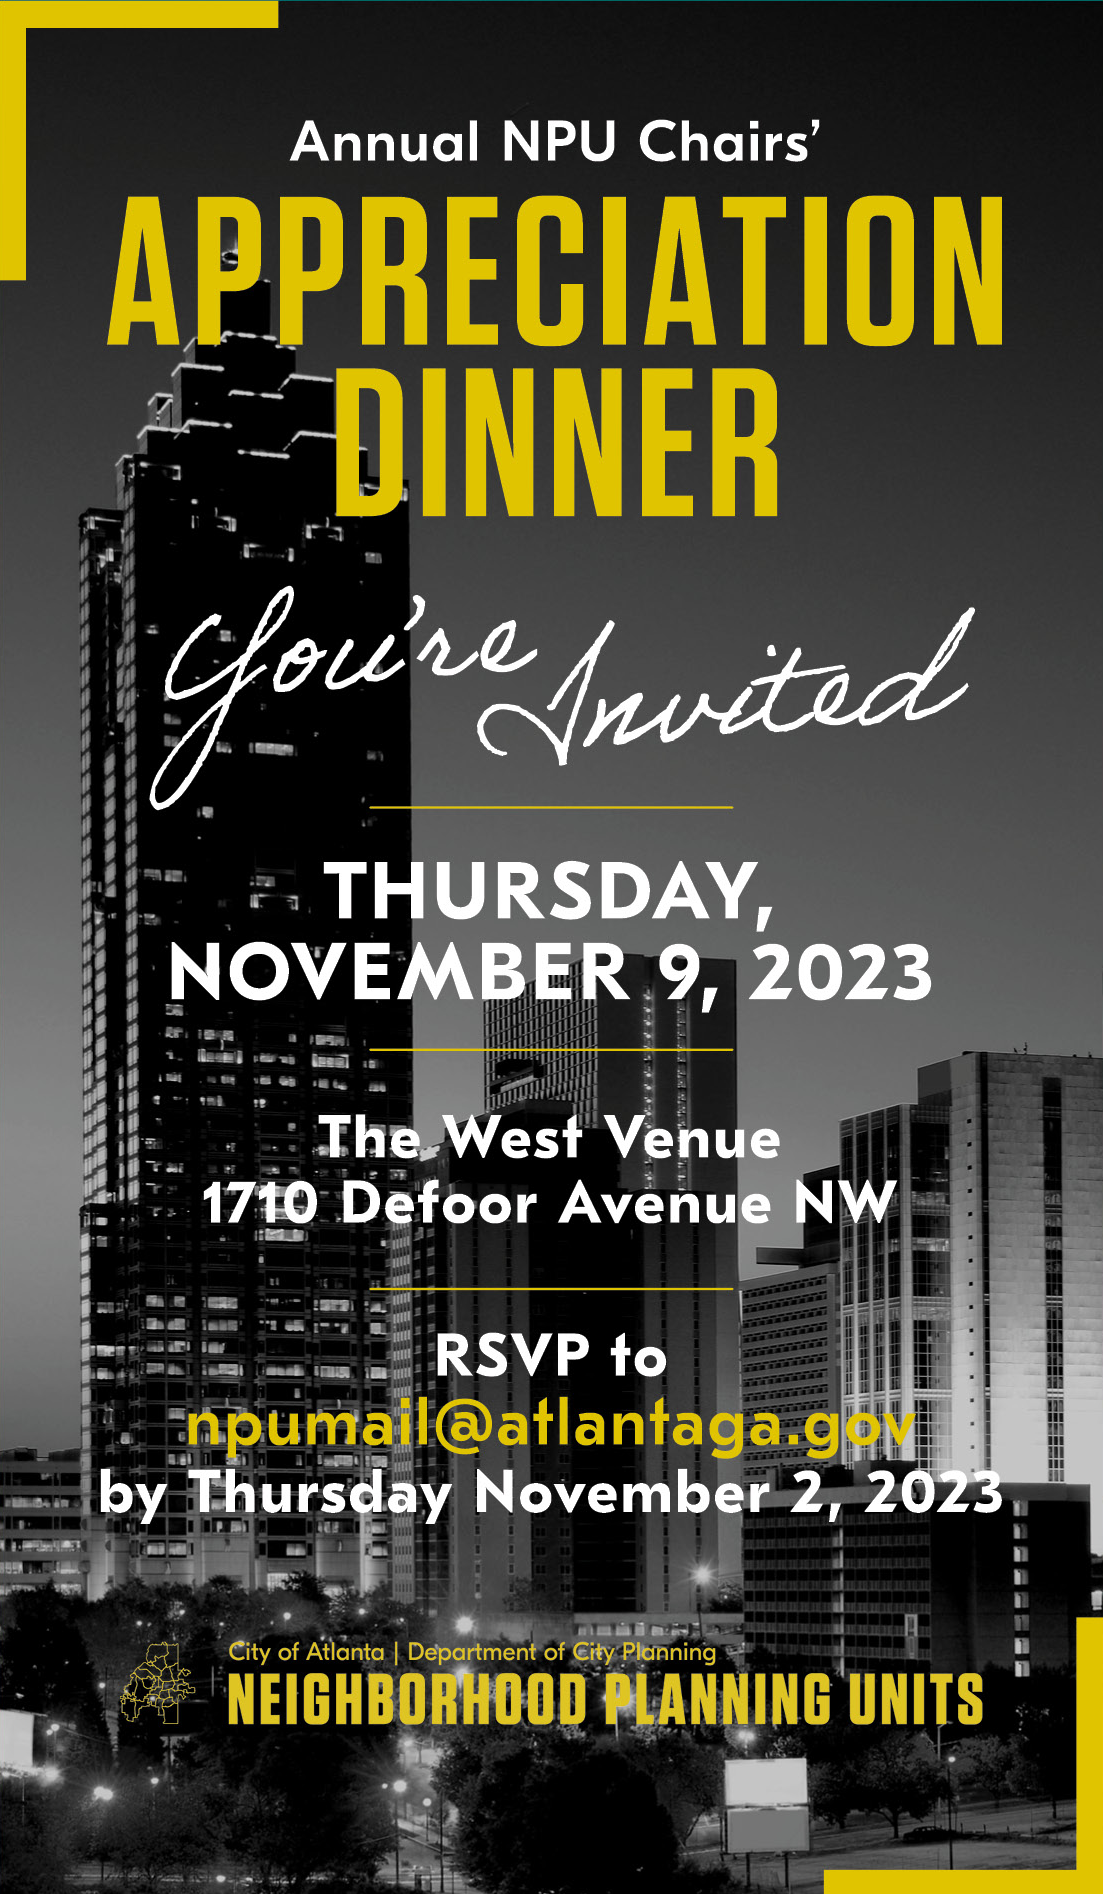 Annual NPU Chairs’
APPRECIATION
DINNER
You’re Invited
THURSDAY,
NOVEMBER 9, 2023
The West Venue
1710 Defoor Avenue NW
RSVP to
npumail@atlantaga.gov
by Thursday November 2, 2023
City of Atlanta | Department of City Planning
NEIGHBORHOOD PLANNING UNITS